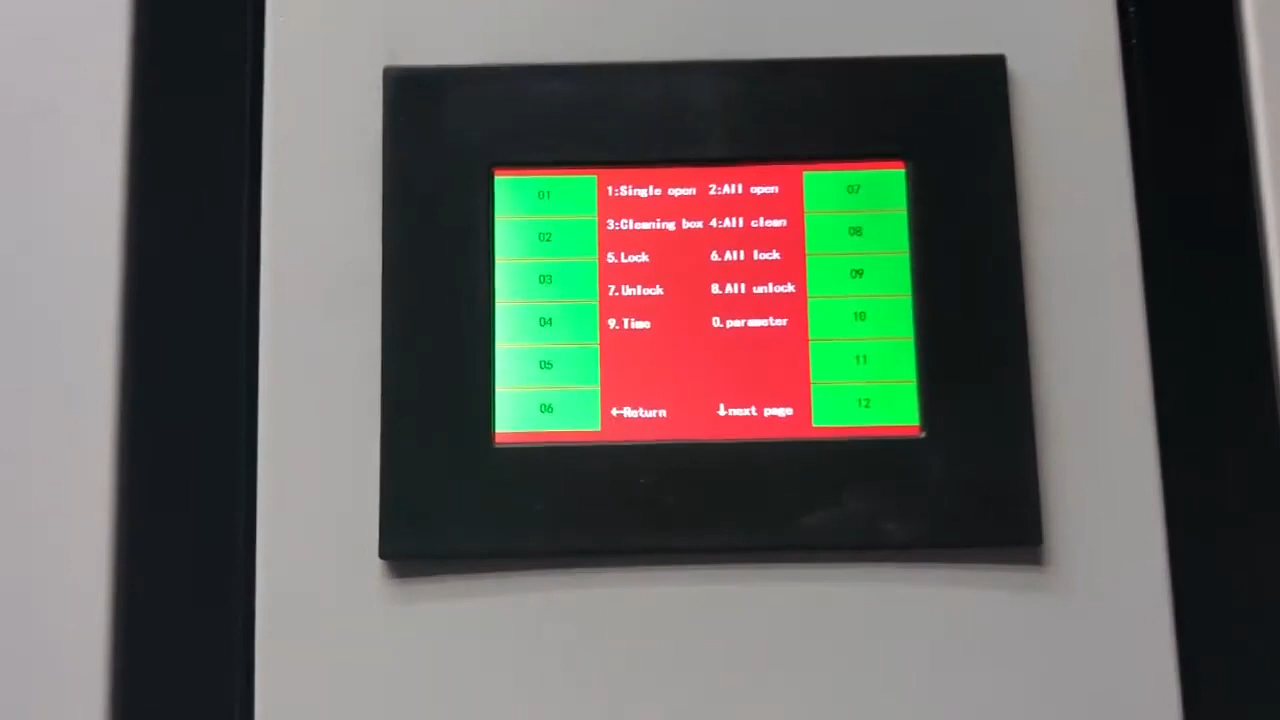 01 1:Single open 2:All open 07
02 3:Cleaning box 4:All clean 08
03 5.Lock 6.All lock 09
04 7.Unlock 8.All unlock 10
05 9.Time 0.parameter 11
06 ←Return ↓next page 12